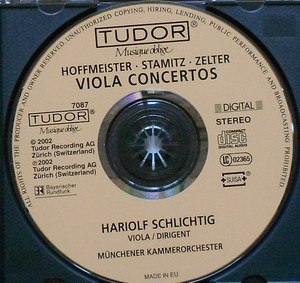 ALL RIGHTS OF THE PRODUCER AND OWNER RESERVED UNAUTHORIZED COPYING, HIRING, LENDING, PUBLIC PERFORMANCE AND BROADCASTING PROHIBITED.
TUDOR®
Musique oblige
HOFFMEISTER · STAMITZ · ZELTER
VIOLA CONCERTOS
7087
TUDOR®
Musique oblige
DIGITAL
STEREO
℗ 2002
Tudor Recording AG
Zürich (Switzerland)
©2002
Tudor Recording AG
Zürich (Switzerland)
COMPACT
disc
DIGITAL AUDIO
LC 02365
Bayerischer
Rundfunk
SUISA
HARIOLF SCHLICHTIG
VIOLA / DIRIGENT
MÜNCHENER KAMMERORCHESTER
MADE IN EU